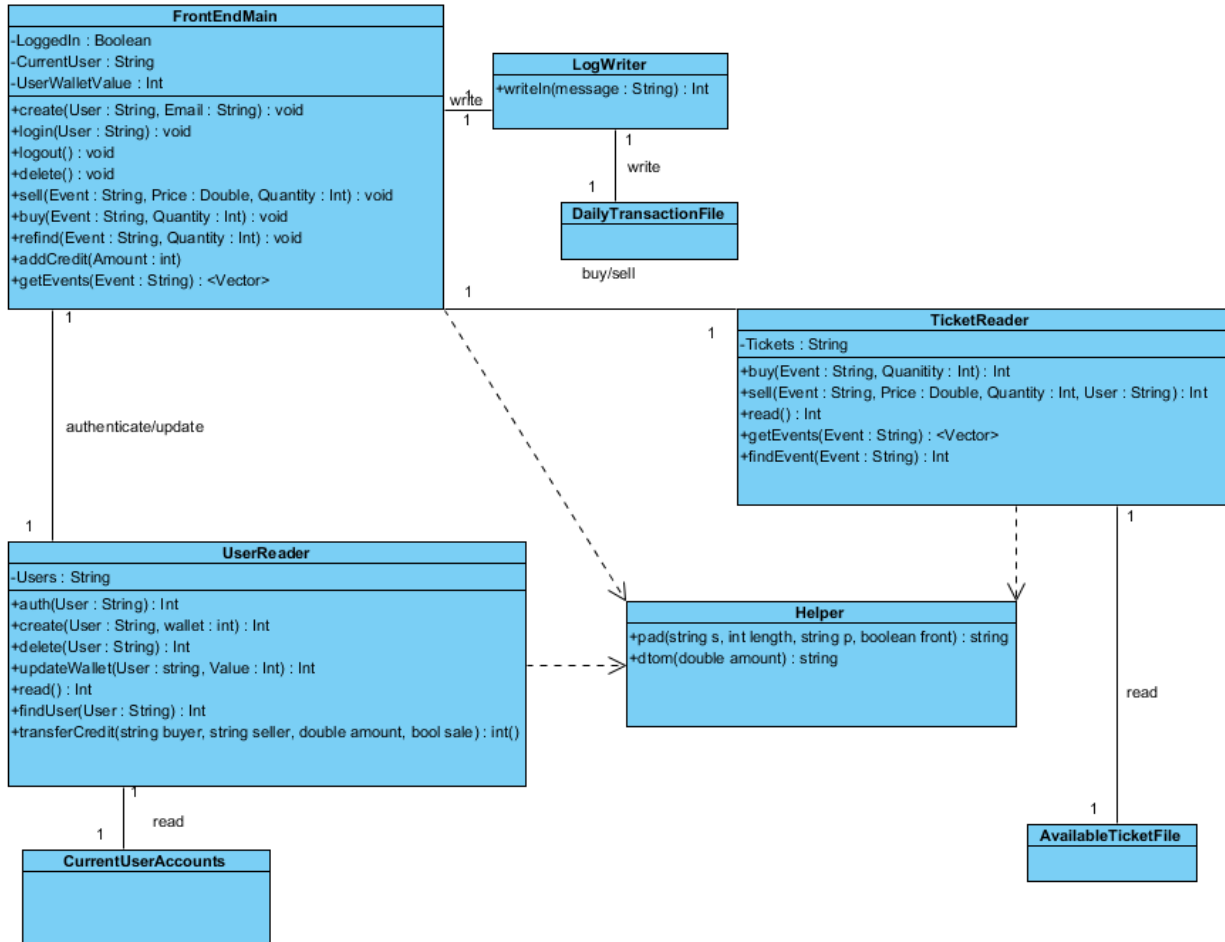 FrontEndMain
-LoggedIn : Boolean
-CurrentUser : String
-UserWalletValue : Int
+create(User : String, Email : String) : void
+login(User : String) : void
+logout() : void
+delete() : void
+sell(Event : String, Price : Double, Quantity : Int) : void
+buy(Event : String, Quantity : Int) : void
+refind(Event : String, Quantity : Int) : void
+addCredit(Amount : int)
+getEvents(Event : String) : <Vector>
1
write
1
LogWriter
+writeln(message : String) : Int
1
write
1
DailyTransactionFile
buy/sell
1
1
TicketReader
-Tickets : String
+buy(Event : String, Quanitity : Int) : Int
+sell(Event : String, Price : Double, Quantity : Int, User : String) : Int
+read() : Int
+getEvents(Event : String) : <Vector>
+findEvent(Event : String) : Int
1
authenticate/update
1
UserReader
-Users : String
+auth(User : String) : Int
+create(User : String, wallet : int) : Int
+delete(User : String) : Int
+updateWallet(User : string, Value : Int) : Int
+read() : Int
+findUser(User : String) : Int
+transferCredit(string buyer, string seller, double amount, bool sale) : int()
Helper
+pad(string s, int length, string p, boolean front) : string
+dtom(double amount) : string
1
read
1
AvailableTicketFile
1
read
1
CurrentUserAccounts